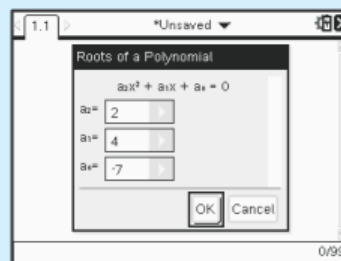 1.1
*Unsaved
Roots of a Polynomial
a₂x² + a₁x + a₀ = 0
a₂= 2
a₁= 4
a₀= -7
OK Cancel
0/99